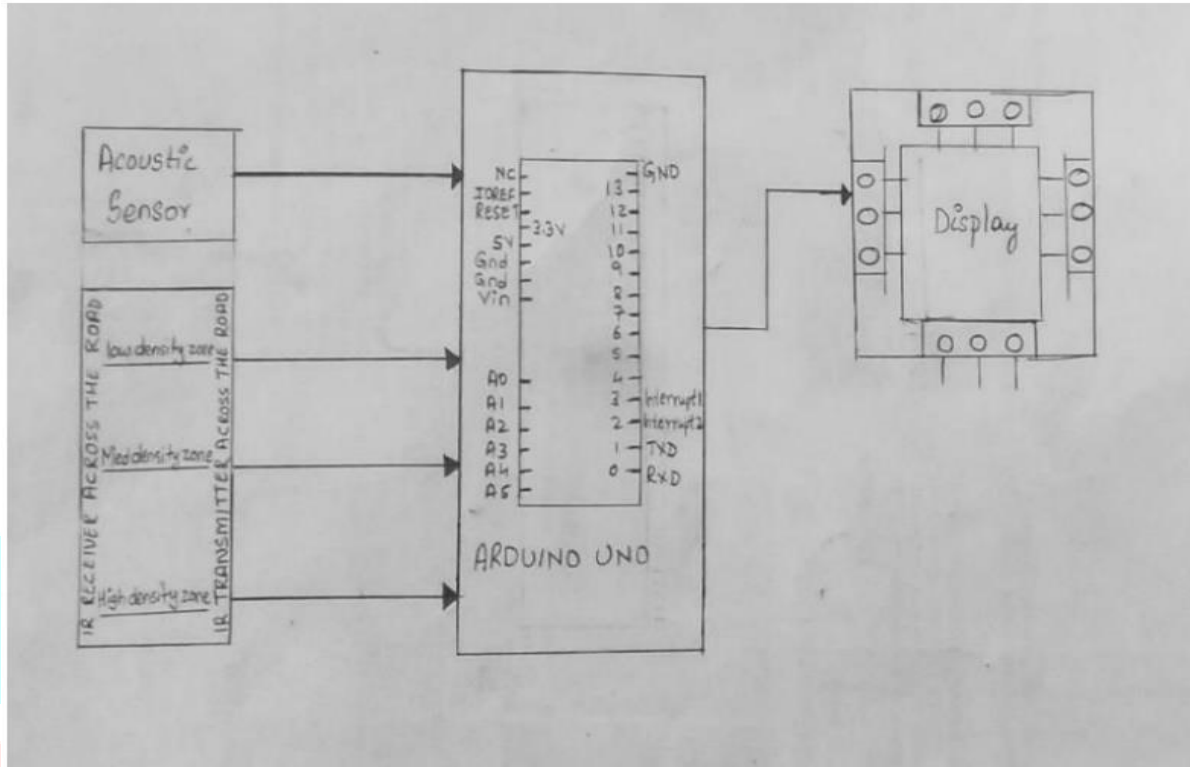 Acoustic
Sensor
IR RECEIVER ACROSS THE ROAD
low density zone
Med density zone
High density zone
IR TRANSMITTER ACROSS THE ROAD
NC
IOREF
RESET
3.3V
5V
Gnd
Gnd
Vin
A0
A1
A2
A3
A4
A5
GND
13
12
11
10
9
8
7
6
5
4
3 Interrupt1
2 Interrupt2
1 TXD
0 RXD
ARDUINO UNO
Display